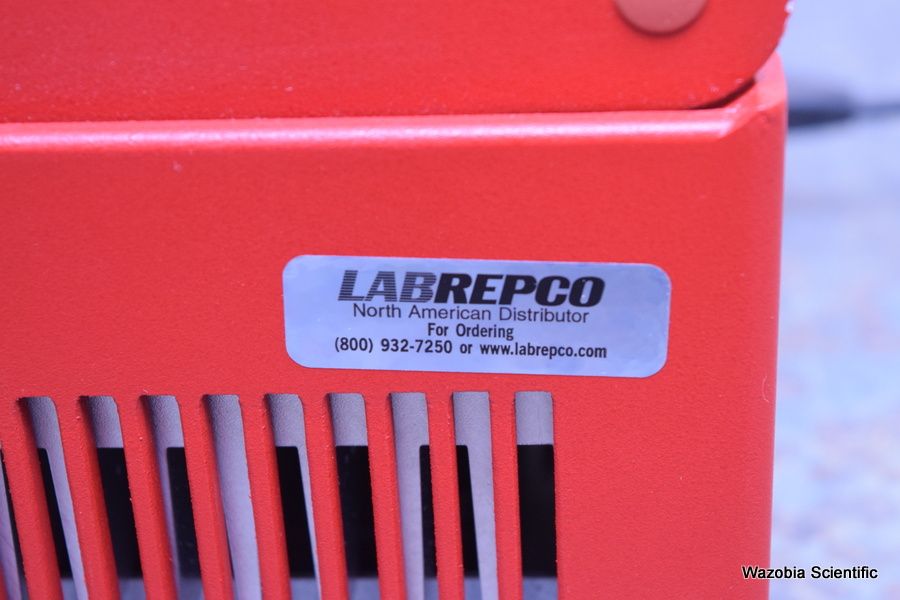 LABREPCO
North American Distributor
For Ordering
(800) 932-7250 or www.labrepco.com
Wazobia Scientific